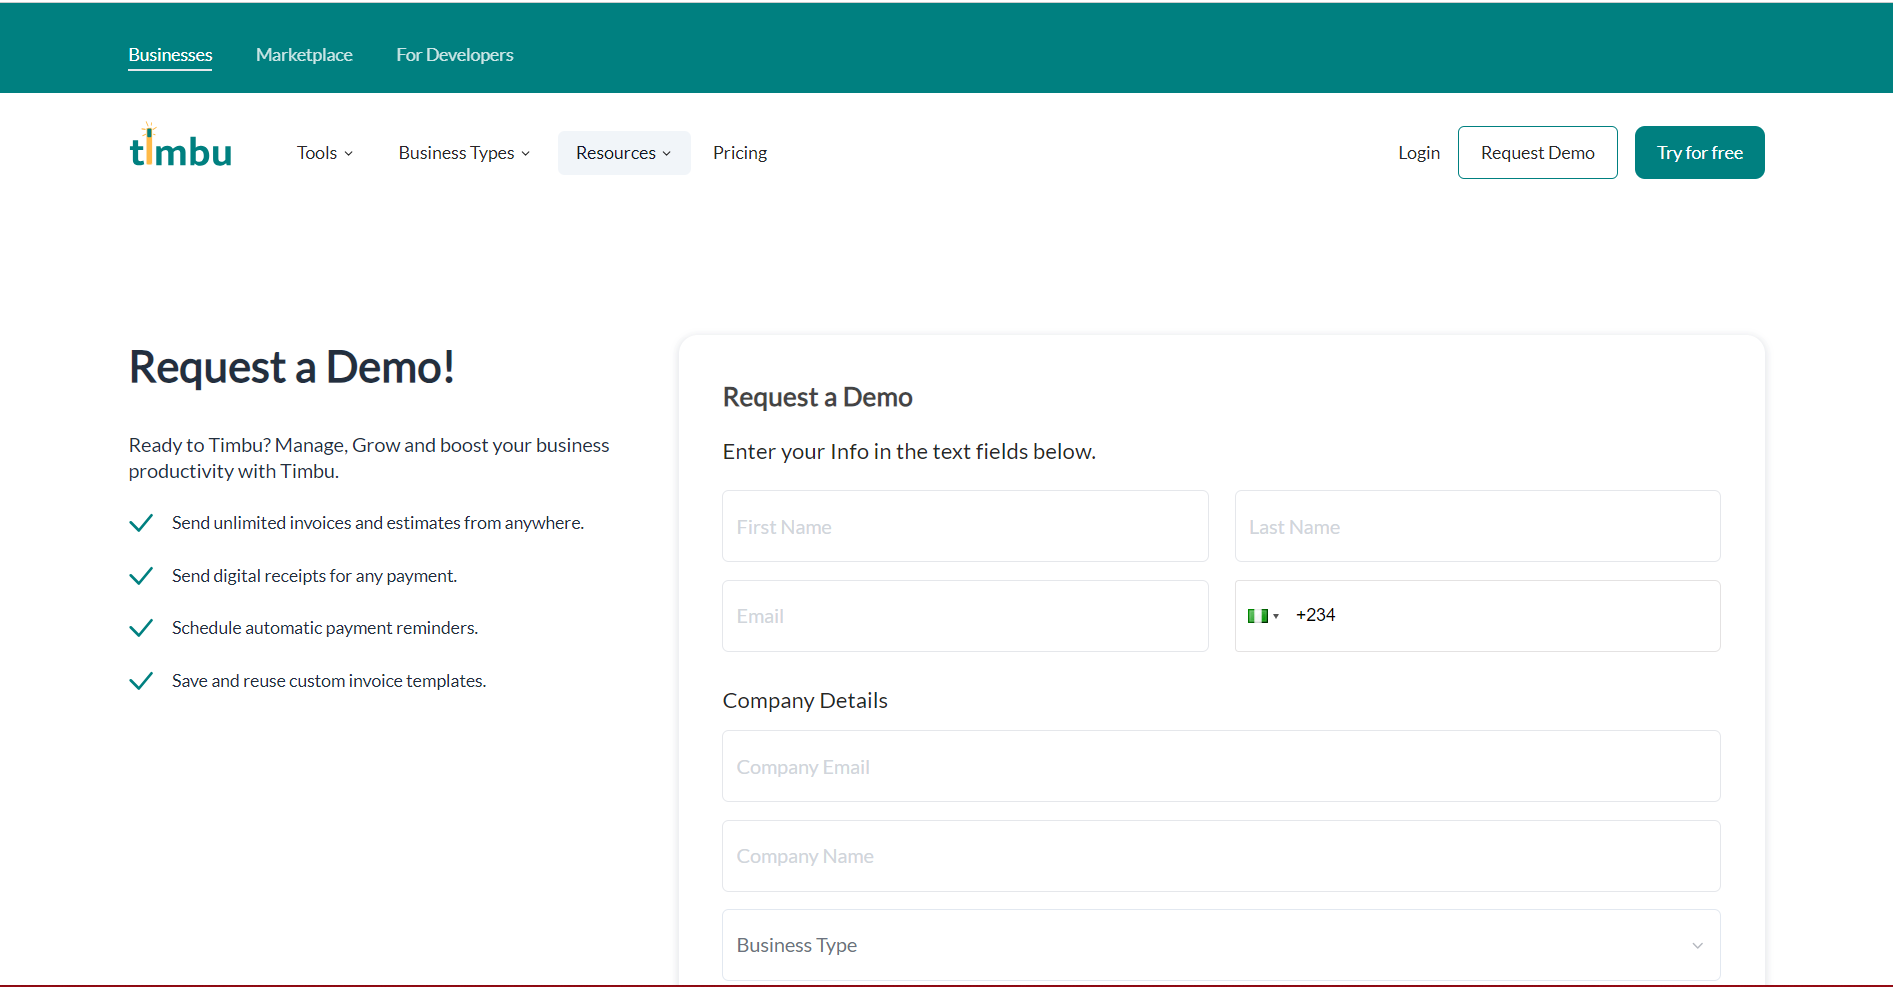 Businesses Marketplace For Developers
timbu Tools Business Types Resources Pricing Login Request Demo Try for free
Request a Demo!
Ready to Timbu? Manage, Grow and boost your business
productivity with Timbu.
Send unlimited invoices and estimates from anywhere.
Send digital receipts for any payment.
Schedule automatic payment reminders.
Save and reuse custom invoice templates.
Request a Demo
Enter your Info in the text fields below.
First Name Last Name
Email +234
Company Details
Company Email
Company Name
Business Type